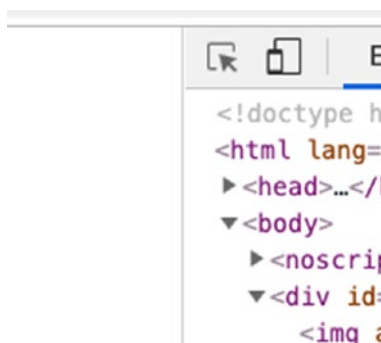 E
<!doctype h
<html lang=
▶<head>…</h
▼<body>
▶<noscrip
▼<div id=
<img a